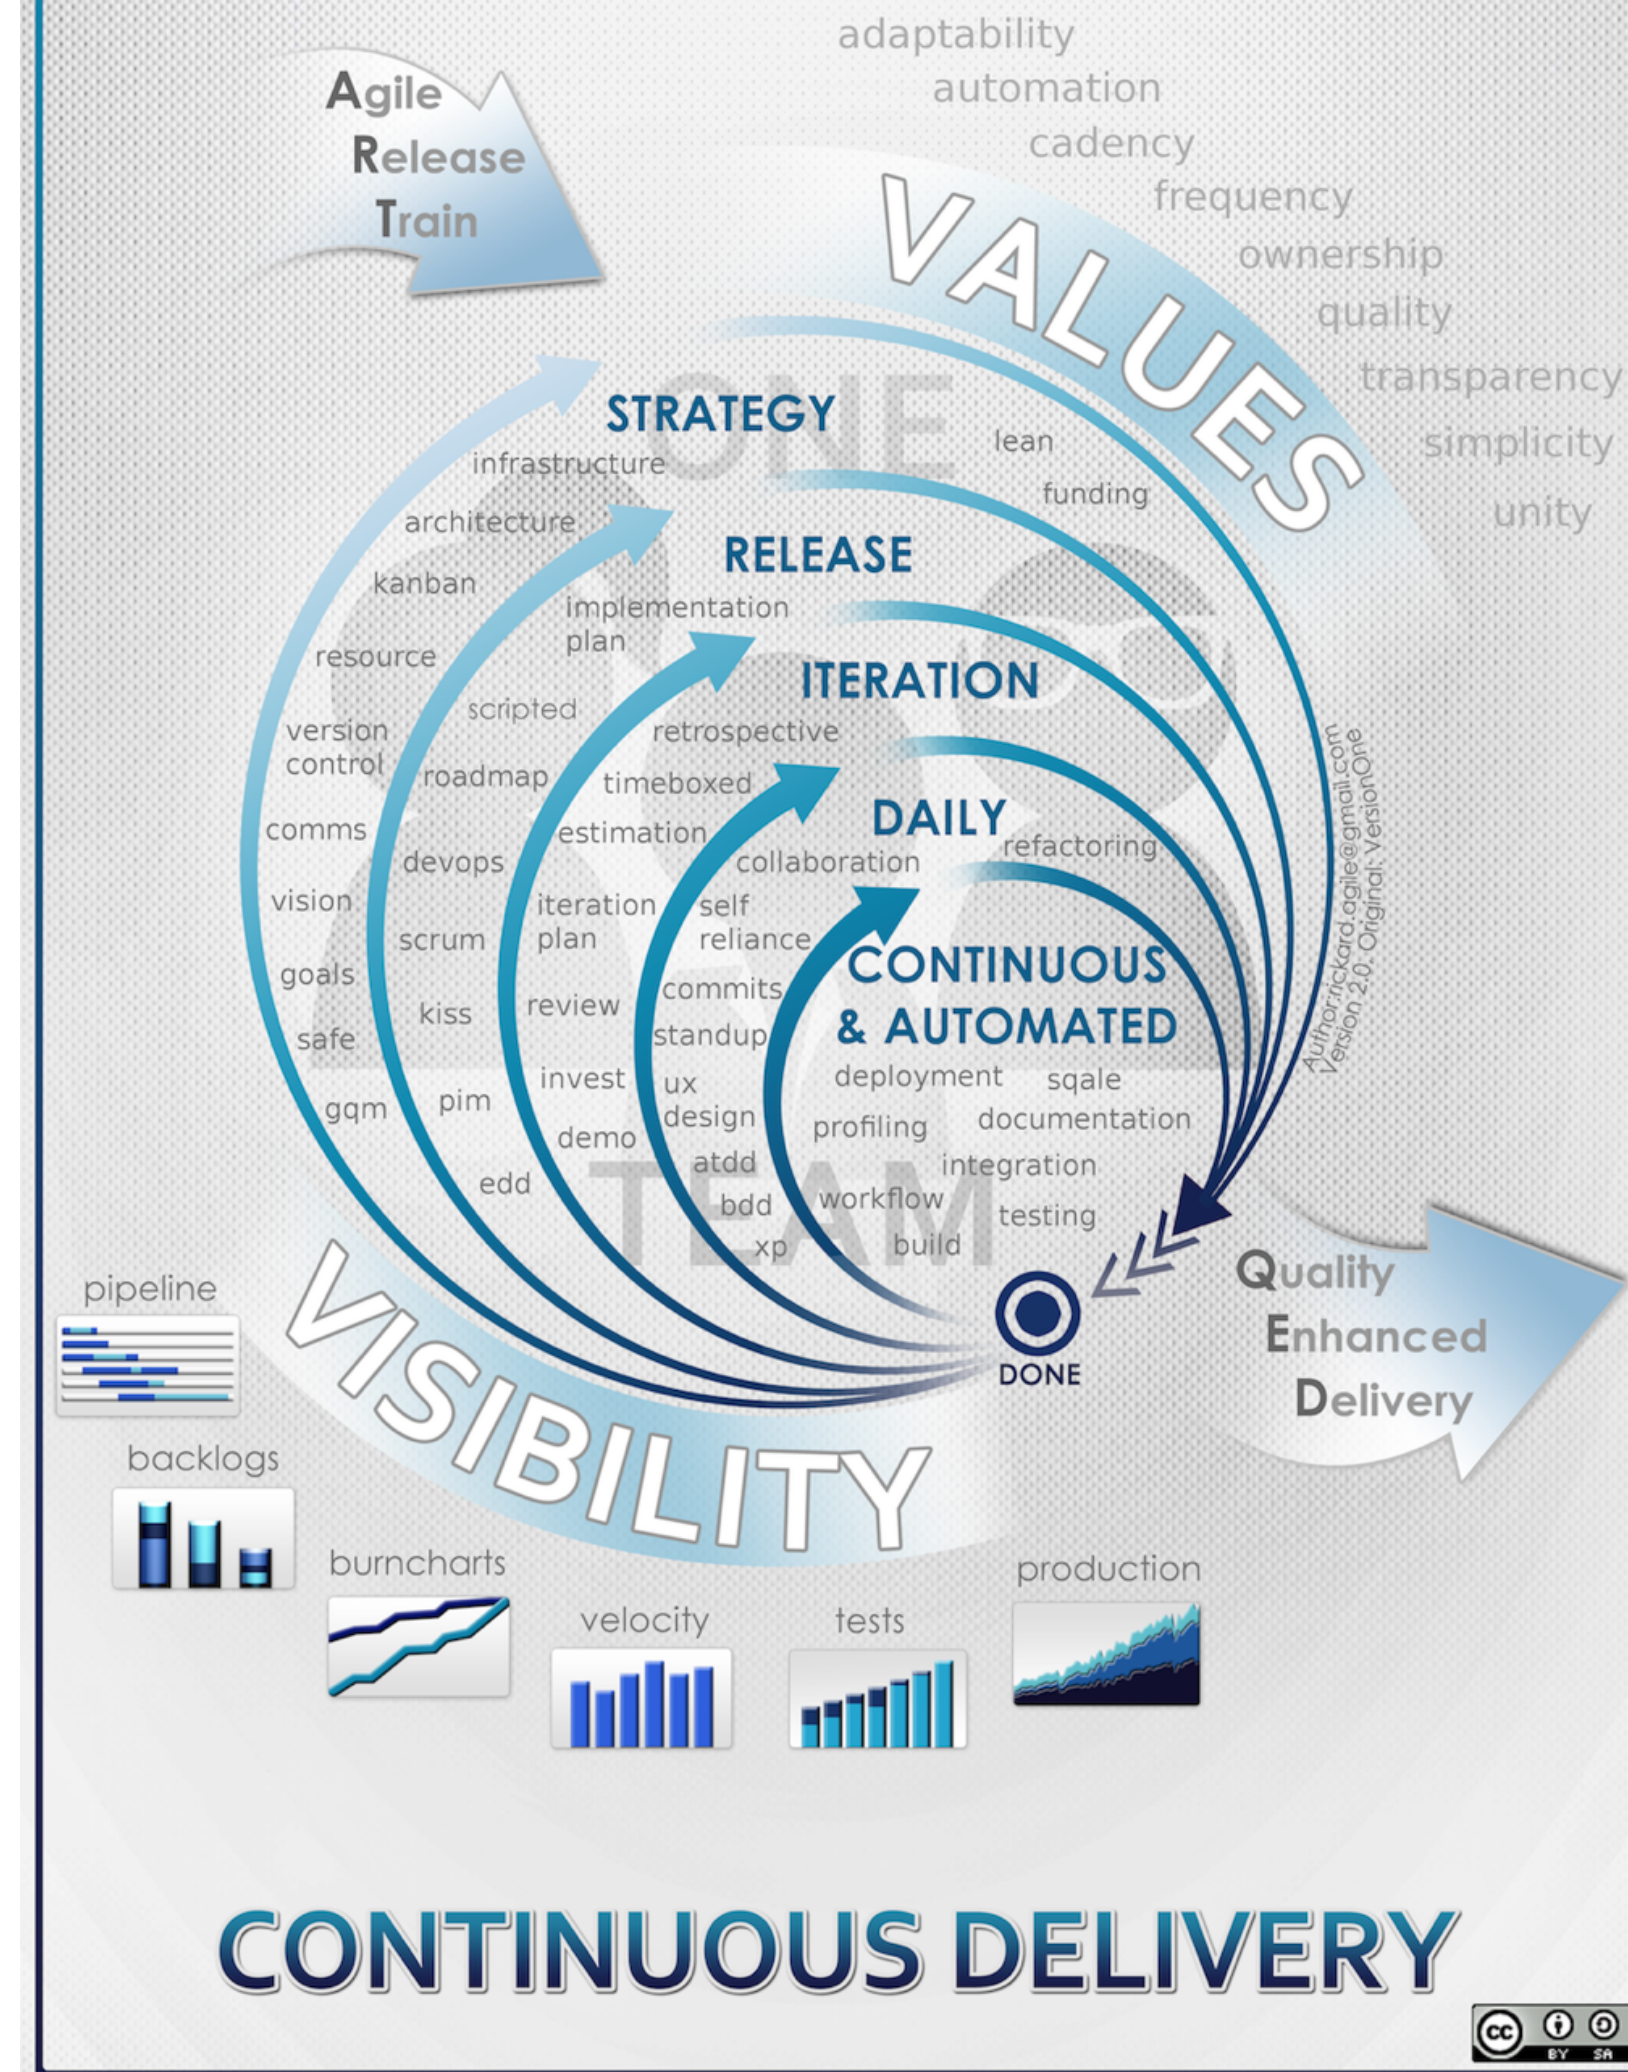 adaptability
automation
cadency
frequency
ownership
quality
transparency
simplicity
unity
Agile
Release
Train
VALUES
ONE
STRATEGY
lean
funding
infrastructure
architecture
kanban
resource
version
control
comms
vision
goals
safe
gqm
RELEASE
implementation
plan
scripted
roadmap
devops
scrum
kiss
pim
edd
ITERATION
retrospective
timeboxed
estimation
iteration
plan
review
invest
demo
DAILY
refactoring
collaboration
self
reliance
commits
standup
ux
design
atdd
bdd
xp
CONTINUOUS
& AUTOMATED
deployment
sqale
profiling
documentation
integration
workflow
testing
build
TEAM
Author:rickard.agile@gmail.com
Version 2.0. Original: VersionOne
DONE
Quality
Enhanced
Delivery
VISIBILITY
pipeline
backlogs
burncharts
velocity
tests
production
CONTINUOUS DELIVERY
cc
BY SA